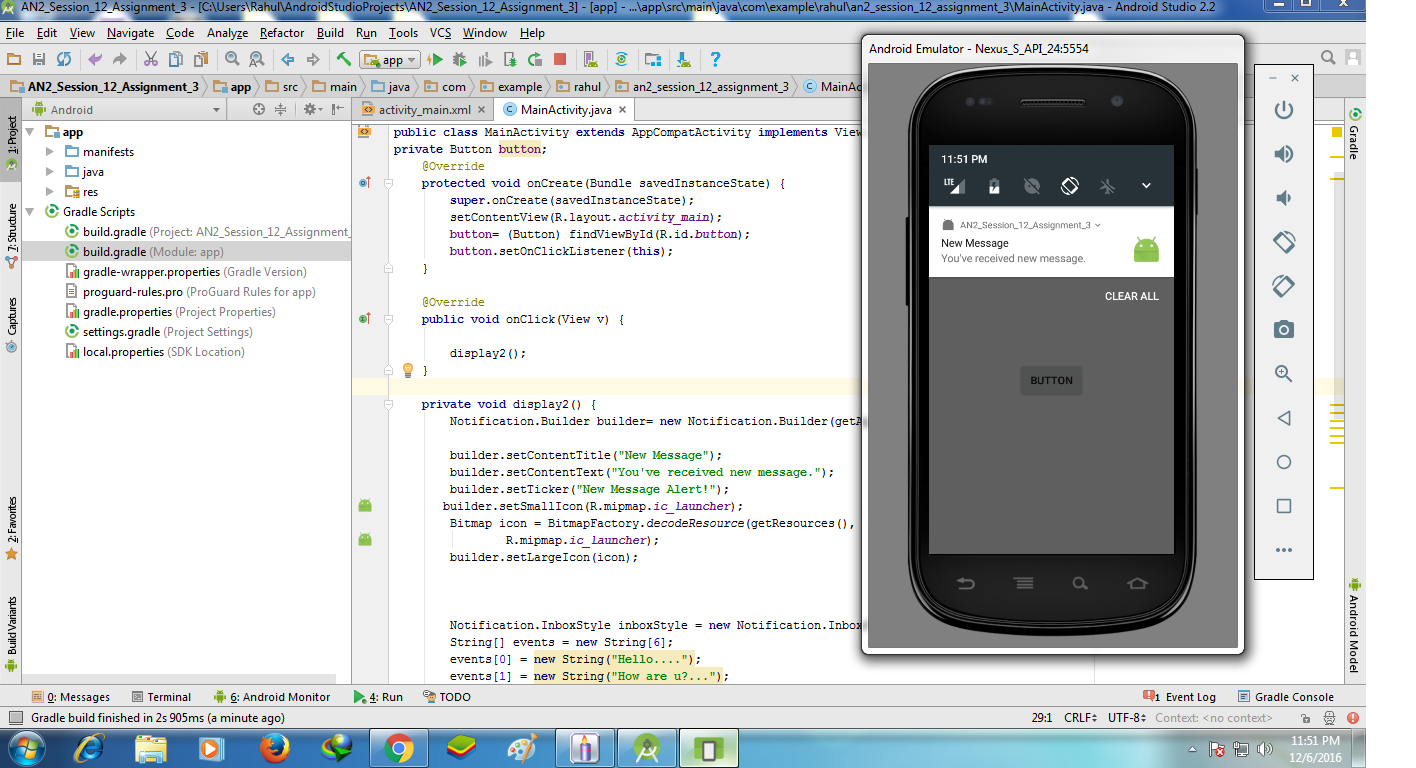 AN2_Session_12_Assignment_3 - [C:\Users\Rahul\AndroidStudioProjects\AN2_Session_12_Assignment_3] - [app] - ...\app\src\main\java\com\example\rahul\an2_session_12_assignment_3\MainActivity.java - Android Studio 2.2
File Edit View Navigate Code Analyze Refactor Build Run Tools VCS Window Help
app
AN2_Session_12_Assignment_3 app src main java com example rahul an2_session_12_assignment_3 MainAc
Android
activity_main.xml MainActivity.java
1: Project
7: Structure
Captures
2: Favorites
Build Variants
app
manifests
java
res
Gradle Scripts
build.gradle (Project: AN2_Session_12_Assignment_
build.gradle (Module: app)
gradle-wrapper.properties (Gradle Version)
proguard-rules.pro (ProGuard Rules for app)
gradle.properties (Project Properties)
settings.gradle (Project Settings)
local.properties (SDK Location)
public class MainActivity extends AppCompatActivity implements View
private Button button;
@Override
protected void onCreate(Bundle savedInstanceState) {
super.onCreate(savedInstanceState);
setContentView(R.layout.activity_main);
button= (Button) findViewById(R.id.button);
button.setOnClickListener(this);
}
@Override
public void onClick(View v) {
display2();
}
private void display2() {
Notification.Builder builder= new Notification.Builder(getA
builder.setContentTitle("New Message");
builder.setContentText("You've received new message.");
builder.setTicker("New Message Alert!");
builder.setSmallIcon(R.mipmap.ic_launcher);
Bitmap icon = BitmapFactory.decodeResource(getResources(),
R.mipmap.ic_launcher);
builder.setLargeIcon(icon);
Notification.InboxStyle inboxStyle = new Notification.Inbox
String[] events = new String[6];
events[0] = new String("Hello....");
events[1] = new String("How are u?...");
Android Emulator - Nexus_S_API_24:5554
11:51 PM
LTE
AN2_Session_12_Assignment_3
New Message
You've received new message.
CLEAR ALL
BUTTON
Gradle
Android Model
0: Messages Terminal 6: Android Monitor 4: Run TODO 1 Event Log Gradle Console
Gradle build finished in 2s 905ms (a minute ago) 29:1 CRLF UTF-8 Context: <no context>
11:51 PM
12/6/2016